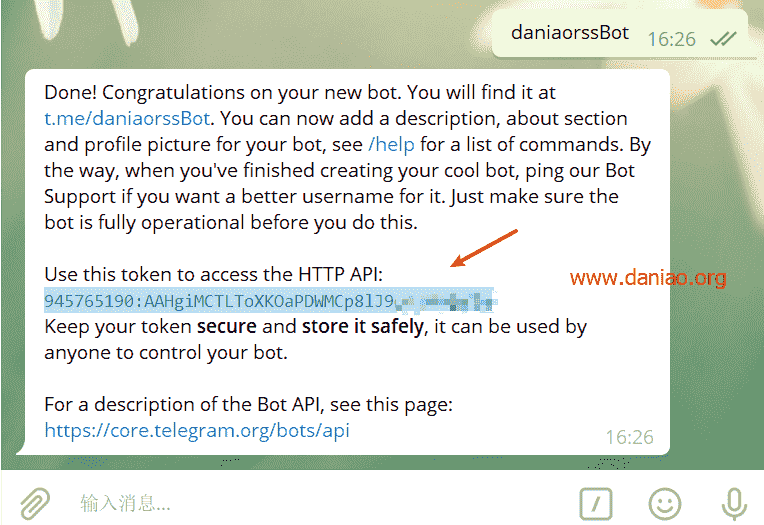 daniaorssBot 16:26
Done! Congratulations on your new bot. You will find it at
t.me/daniaorssBot. You can now add a description, about section
and profile picture for your bot, see /help for a list of commands. By
the way, when you've finished creating your cool bot, ping our Bot
Support if you want a better username for it. Just make sure the
bot is fully operational before you do this.
Use this token to access the HTTP API:
www.daniao.org
945765190:AAHgiMCTLToXKOaPDWMCp8lJ9
Keep your token secure and store it safely, it can be used by
anyone to control your bot.
For a description of the Bot API, see this page:
https://core.telegram.org/bots/api
16:26
输入消息...